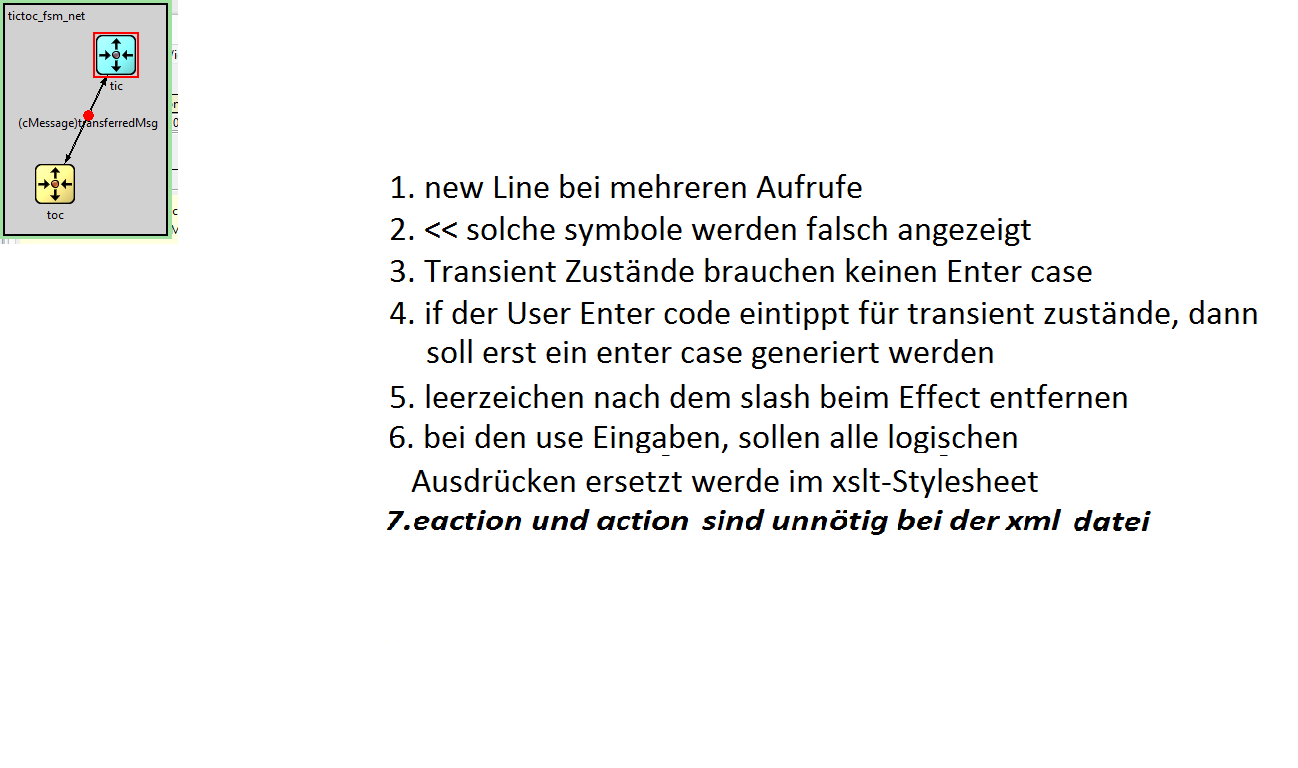 tictoc_fsm_net
tic
(cMessage)transferredMsg
toc
1. new Line bei mehreren Aufrufe
2. << solche symbole werden falsch angezeigt
3. Transient Zustände brauchen keinen Enter case
4. if der User Enter code eintippt für transient zustände, dann
soll erst ein enter case generiert werden
5. leerzeichen nach dem slash beim Effect entfernen
6. bei den use Eingaben, sollen alle logischen
Ausdrücken ersetzt werde im xslt-Stylesheet
7.eaction und action sind unnötig bei der xml datei